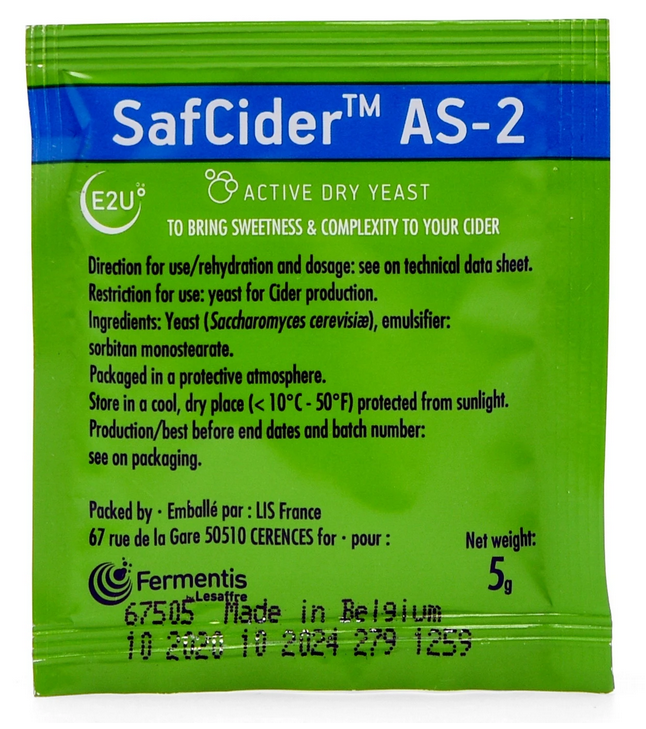 SafCider™ AS-2
E2U
ACTIVE DRY YEAST
TO BRING SWEETNESS & COMPLEXITY TO YOUR CIDER
Direction for use/rehydration and dosage: see on technical data sheet.
Restriction for use: yeast for Cider production.
Ingredients: Yeast (Saccharomyces cerevisiæ), emulsifier:
sorbitan monostearate.
Packaged in a protective atmosphere.
Store in a cool, dry place (< 10°C - 50°F) protected from sunlight.
Production/best before end dates and batch number:
see on packaging.
Packed by · Emballé par : LIS France
67 rue de la Gare 50510 CERENCES for · pour :
Net weight:
5g
Fermentis
by Lesaffre
67505 Made in Belgium
10 2020 10 2024 279 1259